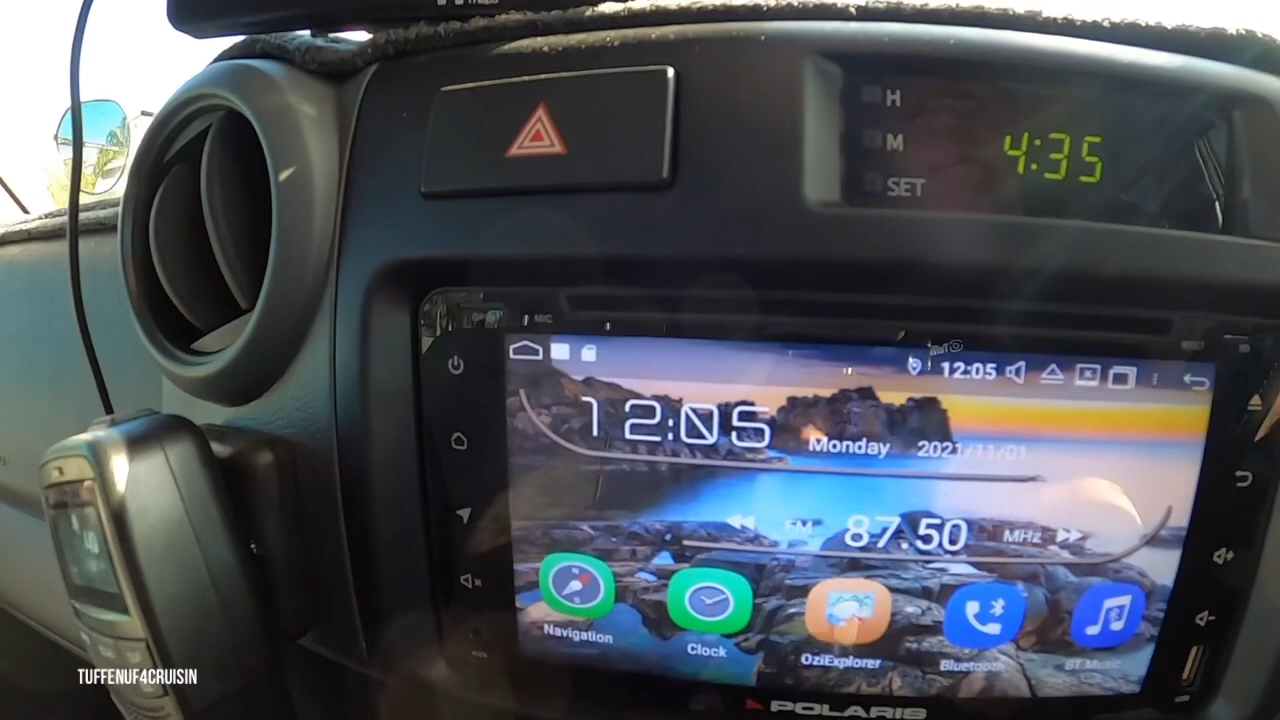 maps
H
M
SET
4:35
MIC
12:05
12:05
Monday 2021/11/01
FM 87.50 MHz
Navigation
Clock
OziExplorer
Bluetooth
BT Music
POLARIS
TUFFENUF4CRUISIN